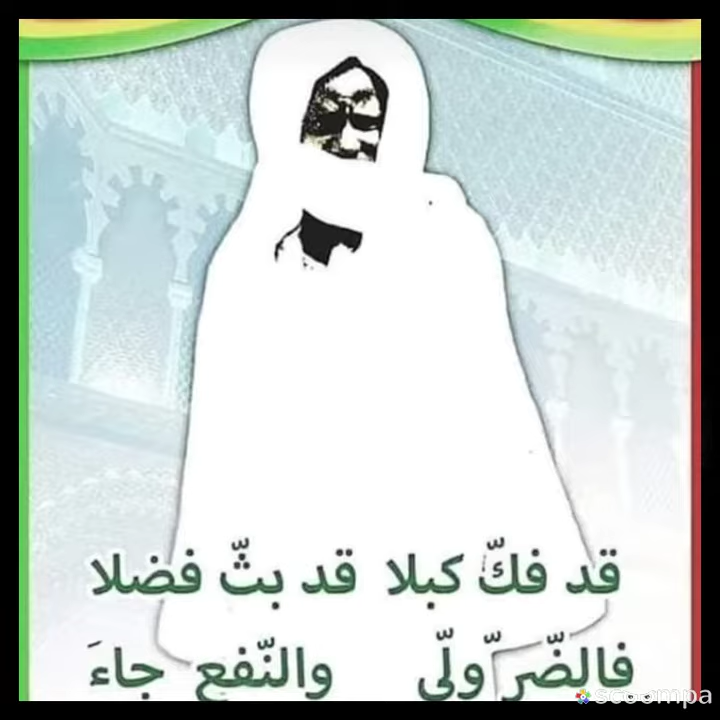 قد فكّ كبلا قد بثّ فضلا
فالضّرّ ولّى والنّفع جاءَ
scoompa